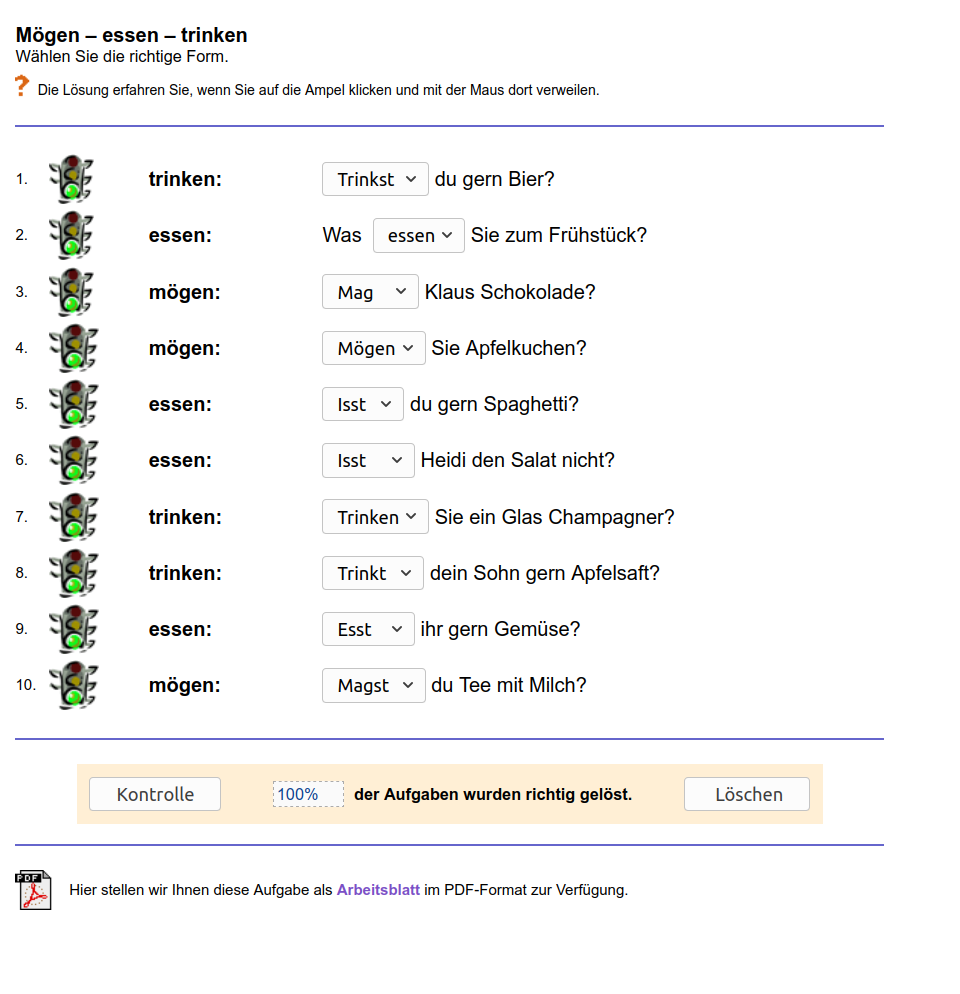 Mögen – essen – trinken
Wählen Sie die richtige Form.
? Die Lösung erfahren Sie, wenn Sie auf die Ampel klicken und mit der Maus dort verweilen.
1. trinken: Trinkst du gern Bier?
2. essen: Was essen Sie zum Frühstück?
3. mögen: Mag Klaus Schokolade?
4. mögen: Mögen Sie Apfelkuchen?
5. essen: Isst du gern Spaghetti?
6. essen: Isst Heidi den Salat nicht?
7. trinken: Trinken Sie ein Glas Champagner?
8. trinken: Trinkt dein Sohn gern Apfelsaft?
9. essen: Esst ihr gern Gemüse?
10. mögen: Magst du Tee mit Milch?
Kontrolle 100% der Aufgaben wurden richtig gelöst. Löschen
PDF Hier stellen wir Ihnen diese Aufgabe als Arbeitsblatt im PDF-Format zur Verfügung.